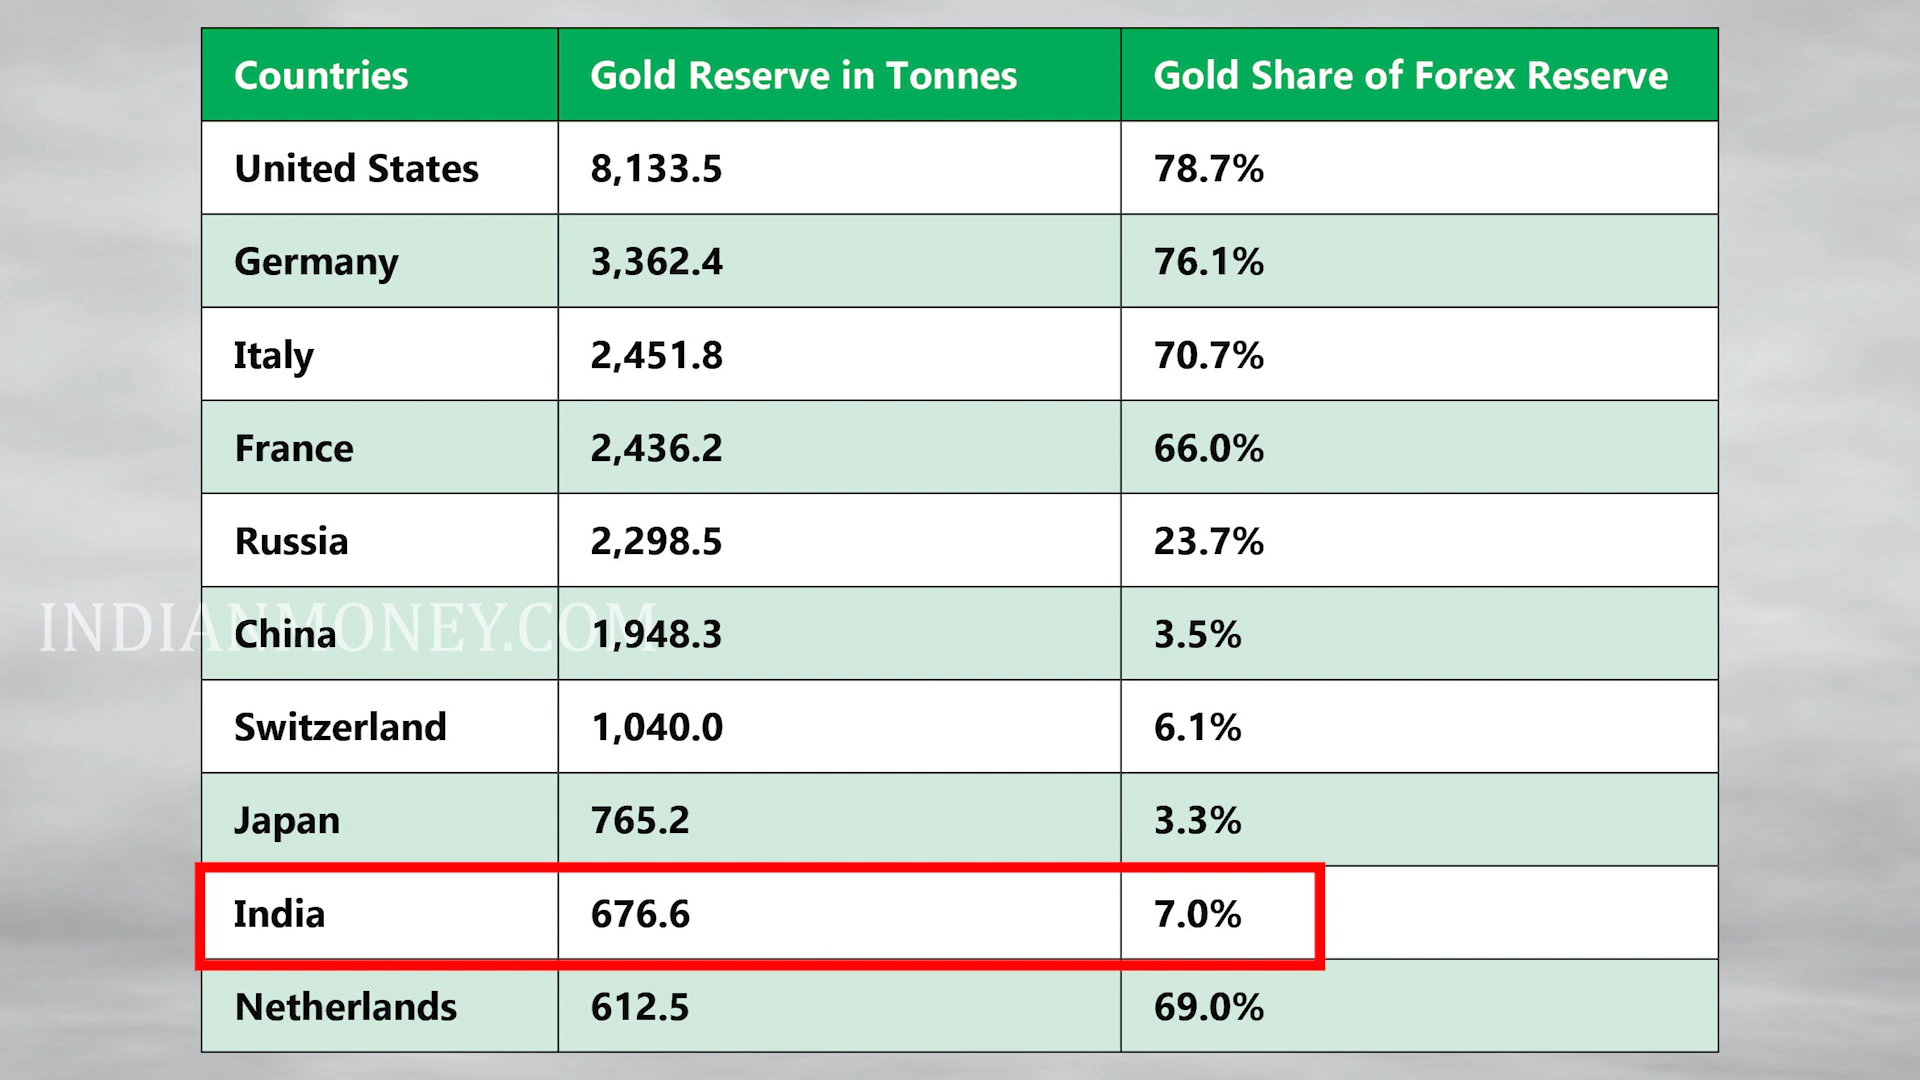 Countries Gold Reserve in Tonnes Gold Share of Forex Reserve
United States 8,133.5 78.7%
Germany 3,362.4 76.1%
Italy 2,451.8 70.7%
France 2,436.2 66.0%
Russia 2,298.5 23.7%
INDIANMONEY.COM
China 1,948.3 3.5%
Switzerland 1,040.0 6.1%
Japan 765.2 3.3%
India 676.6 7.0%
Netherlands 612.5 69.0%